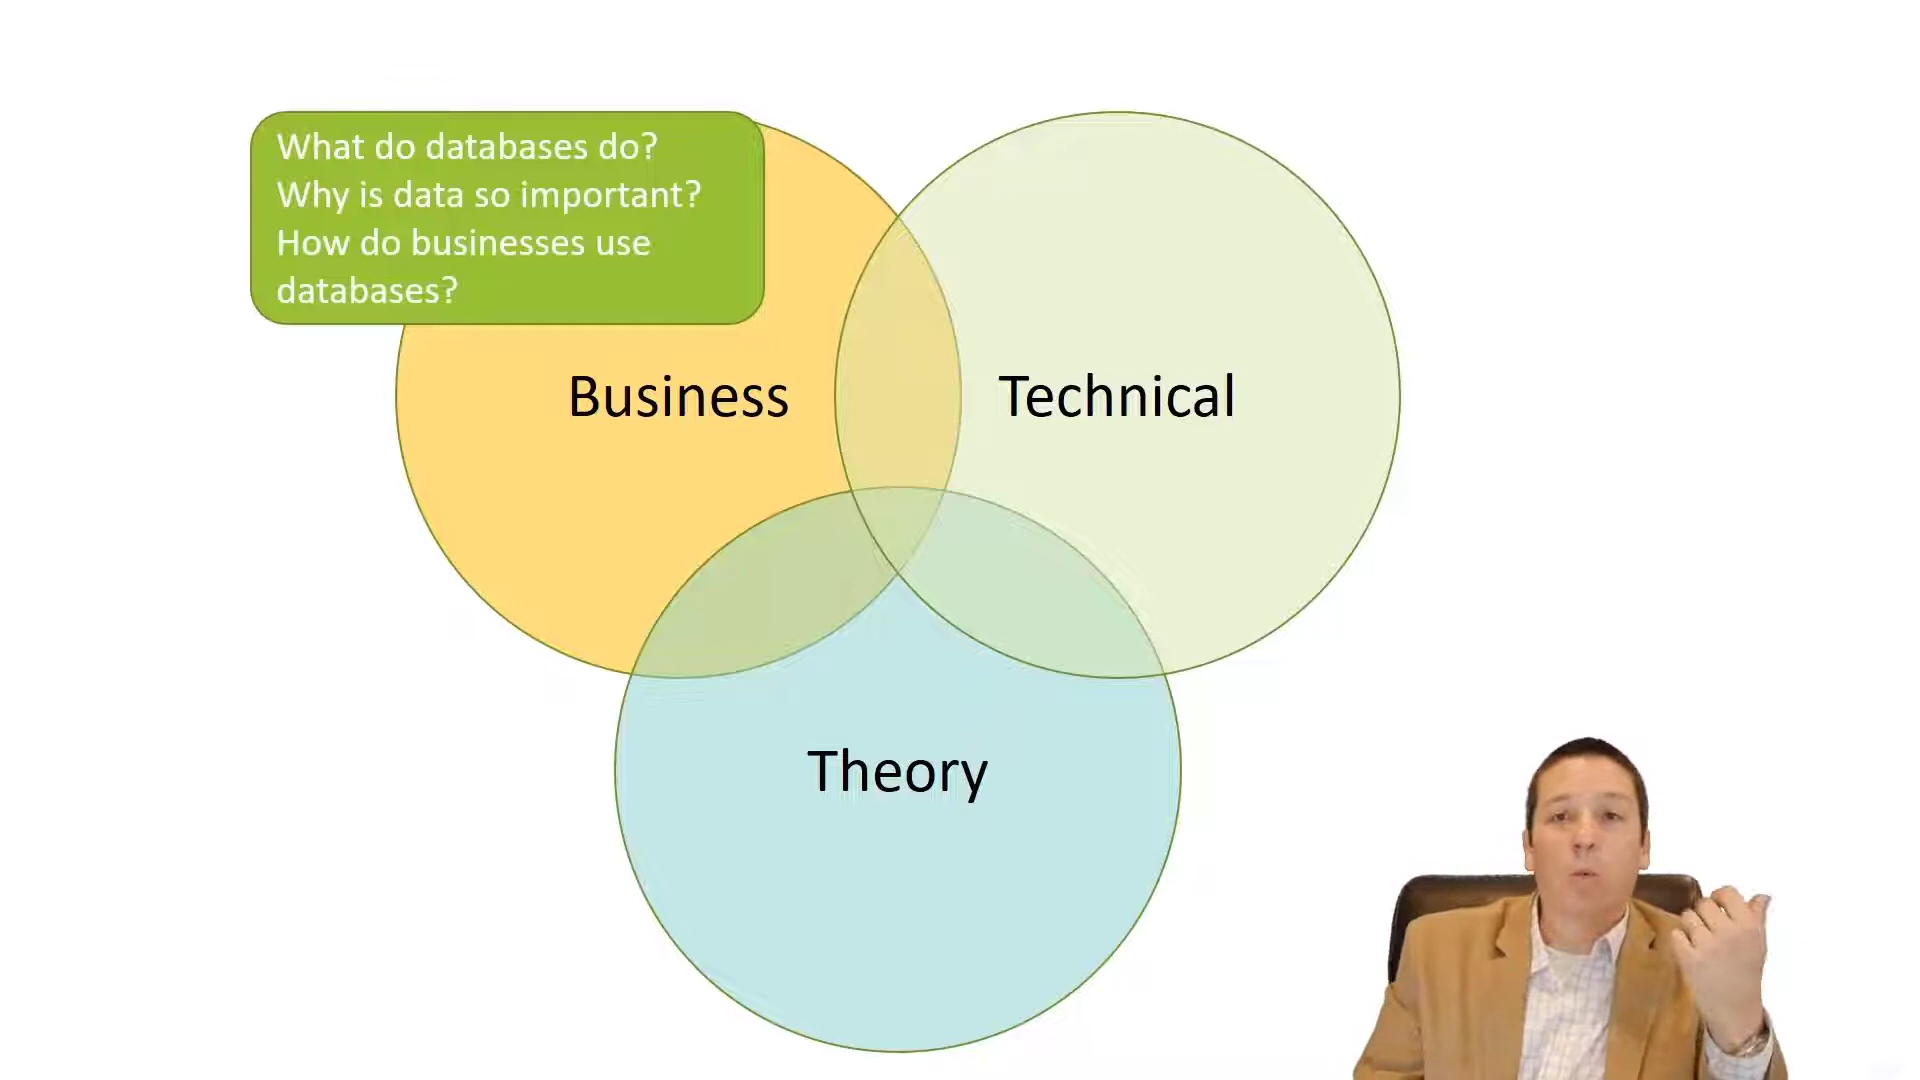 What do databases do?
Why is data so important?
How do businesses use
databases?
Business
Technical
Theory